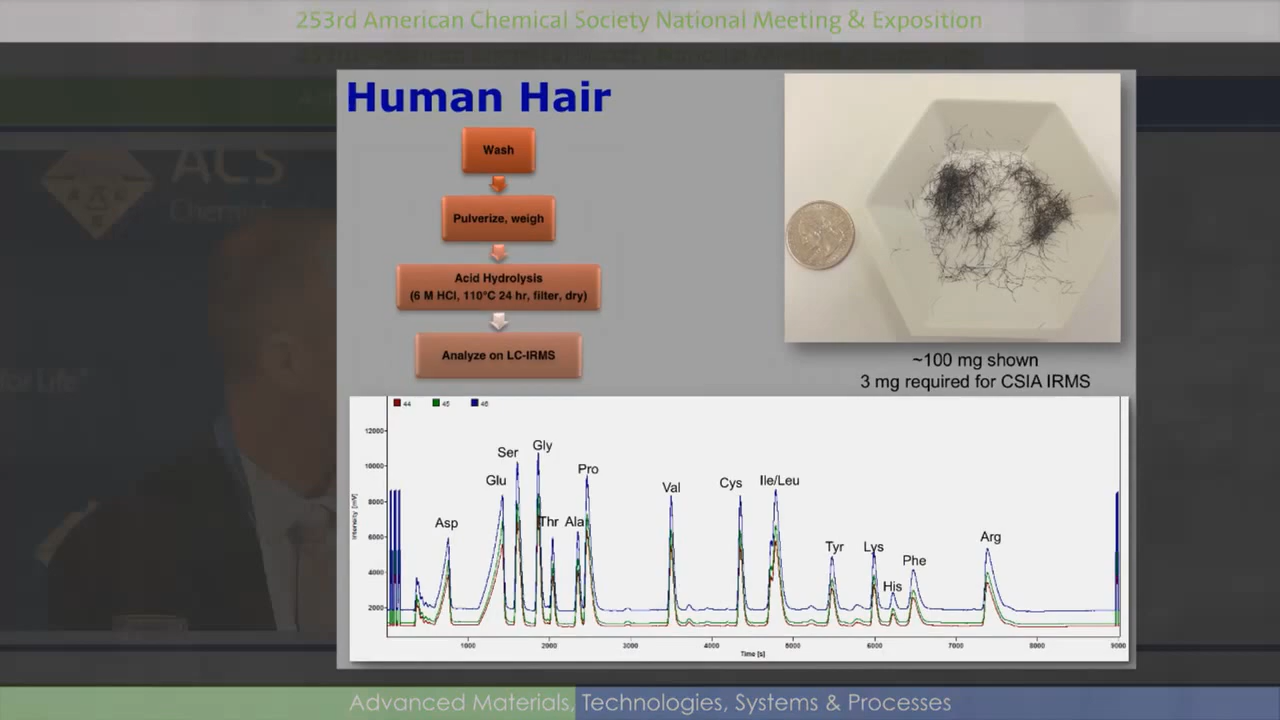 253rd American Chemical Society National Meeting & Exposition
ACS
Human Hair
Wash
Pulverize, weigh
Acid Hydrolysis
(6 M HCl, 110°C 24 hr, filter, dry)
Analyze on LC-IRMS
~100 mg shown
3 mg required for CSIA IRMS
44 45 46
Intensity [mV]
12000
10000
8000
6000
4000
2000
Asp
Glu
Ser
Gly
Thr
Ala
Pro
Val
Cys
Ile/Leu
Tyr
Lys
His
Phe
Arg
1000 2000 3000 4000 5000 6000 7000 8000 9000
Time [s]
for Life"
Advanced Materials, Technologies, Systems & Processes